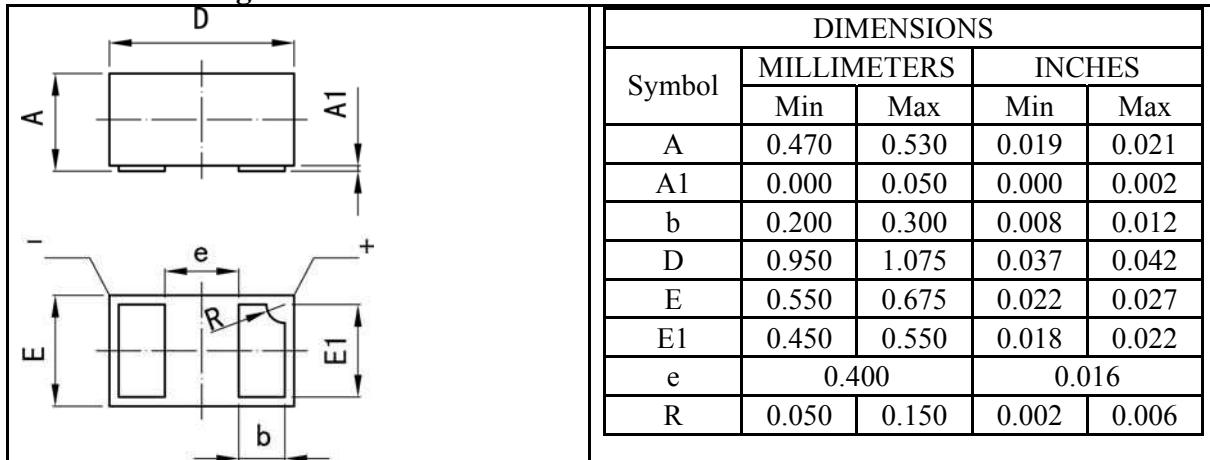 D
A
A1
−
e
+
R
E
E1
b
DIMENSIONS
Symbol MILLIMETERS INCHES
Min Max Min Max
A 0.470 0.530 0.019 0.021
A1 0.000 0.050 0.000 0.002
b 0.200 0.300 0.008 0.012
D 0.950 1.075 0.037 0.042
E 0.550 0.675 0.022 0.027
E1 0.450 0.550 0.018 0.022
e 0.400 0.016
R 0.050 0.150 0.002 0.006